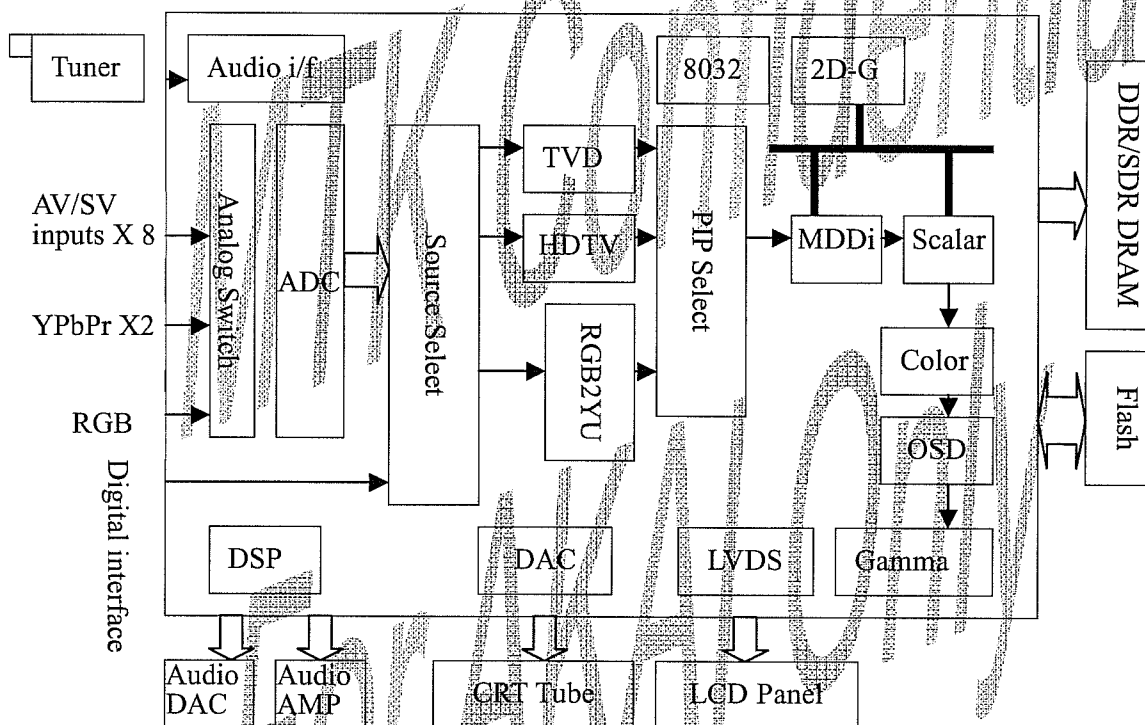 Tuner
Audio i/f
8032
2D-G
DDR/SDR DRAM
TVD
AV/SV
inputs X 8
Analog Switch
ADC
Source Select
HDTV
PIP Select
MDDi
Scalar
YPbPr X2
RGB2YU
Color
Flash
RGB
OSD
Digital interface
DSP
DAC
LVDS
Gamma
Audio
DAC
Audio
AMP
CRT Tube
LCD Panel